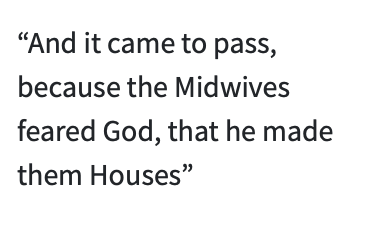 “And it came to pass,
because the Midwives
feared God, that he made
them Houses”